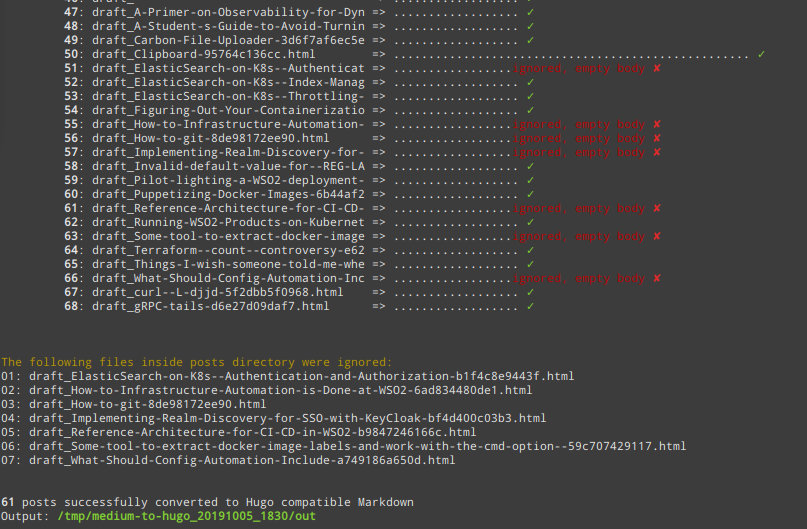 47: draft_A-Primer-on-Observability-for-Dyn => .................. ✓
48: draft_A-Student-s-Guide-to-Avoid-Turnin => .................. ✓
49: draft_Carbon-File-Uploader-3d6f7af6ec5e => .................. ✓
50: draft_Clipboard-95764c136cc.html => ................................................... ✓
51: draft_ElasticSearch-on-K8s--Authenticat => ..................ignored, empty body ✘
52: draft_ElasticSearch-on-K8s--Index-Manag => .................. ✓
53: draft_ElasticSearch-on-K8s--Throttling- => .................. ✓
54: draft_Figuring-Out-Your-Containerizatio => .................. ✓
55: draft_How-to-Infrastructure-Automation- => ..................ignored, empty body ✘
56: draft_How-to-git-8de98172ee90.html => ..................ignored, empty body ✘
57: draft_Implementing-Realm-Discovery-for- => ..................ignored, empty body ✘
58: draft_Invalid-default-value-for--REG-LA => .................. ✓
59: draft_Pilot-lighting-a-WSO2-deployment- => .................. ✓
60: draft_Puppetizing-Docker-Images-6b44af2 => .................. ✓
61: draft_Reference-Architecture-for-CI-CD- => ..................ignored, empty body ✘
62: draft_Running-WSO2-Products-on-Kubernet => .................. ✓
63: draft_Some-tool-to-extract-docker-image => ..................ignored, empty body ✘
64: draft_Terraform--count--controversy-e62 => .................. ✓
65: draft_Things-I-wish-someone-told-me-whe => .................. ✓
66: draft_What-Should-Config-Automation-Inc => ..................ignored, empty body ✘
67: draft_curl--L-djjd-5f2dbb5f0968.html => .................. ✓
68: draft_gRPC-tails-d6e27d09daf7.html => .................. ✓
The following files inside posts directory were ignored:
01: draft_ElasticSearch-on-K8s--Authentication-and-Authorization-b1f4c8e9443f.html
02: draft_How-to-Infrastructure-Automation-is-Done-at-WSO2-6ad834480de1.html
03: draft_How-to-git-8de98172ee90.html
04: draft_Implementing-Realm-Discovery-for-SSO-with-KeyCloak-bf4d400c03b3.html
05: draft_Reference-Architecture-for-CI-CD-in-WSO2-b9847246166c.html
06: draft_Some-tool-to-extract-docker-image-labels-and-work-with-the-cmd-option--59c707429117.html
07: draft_What-Should-Config-Automation-Include-a749186a650d.html
61 posts successfully converted to Hugo compatible Markdown
Output: /tmp/medium-to-hugo_20191005_1830/out